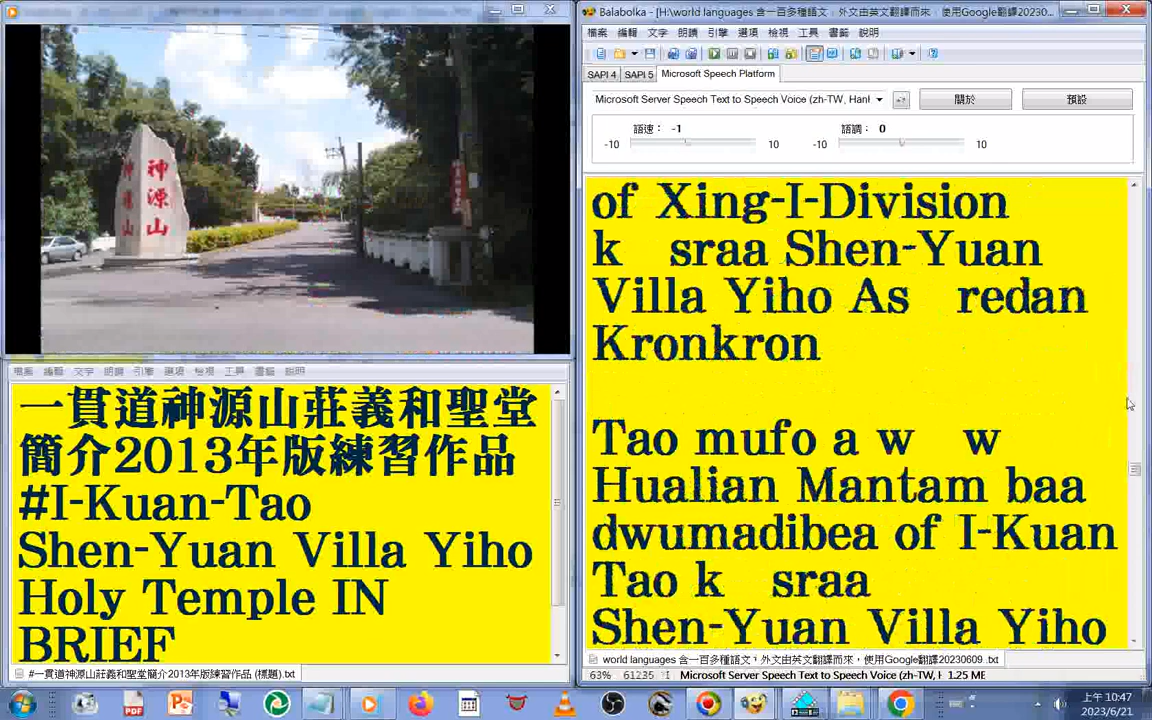 神源山
神源山
一貫道神源山莊義和聖堂
簡介2013年版練習作品
#I-Kuan-Tao
Shen-Yuan Villa Yiho
Holy Temple IN
BRIEF
#一貫道神源山莊義和聖堂簡介2013年版練習作品 (標題).txt
Balabolka - [H:\world languages 含一百多種語文，外文由英文翻譯而來，使用Google翻譯20230...
檔案 編輯 文字 朗讀 引擎 選項 檢視 工具 書籤 說明
SAPI 4 SAPI 5 Microsoft Speech Platform
Microsoft Server Speech Text to Speech Voice (zh-TW, Hanl
關於 預設
語速： -1 語調： 0
-10 10 -10 10
of Xing-I-Division
k sraa Shen-Yuan
Villa Yiho As redan
Kronkron
Tao mufo a w w
Hualian Mantam baa
dwumadibea of I-Kuan
Tao k sraa
Shen-Yuan Villa Yiho
world languages 含一百多種語文，外文由英文翻譯而來，使用Google翻譯20230609 .txt
63% 61235 Microsoft Server Speech Text to Speech Voice (zh-TW, H 1.25 MB
上午 10:47
2023/6/21